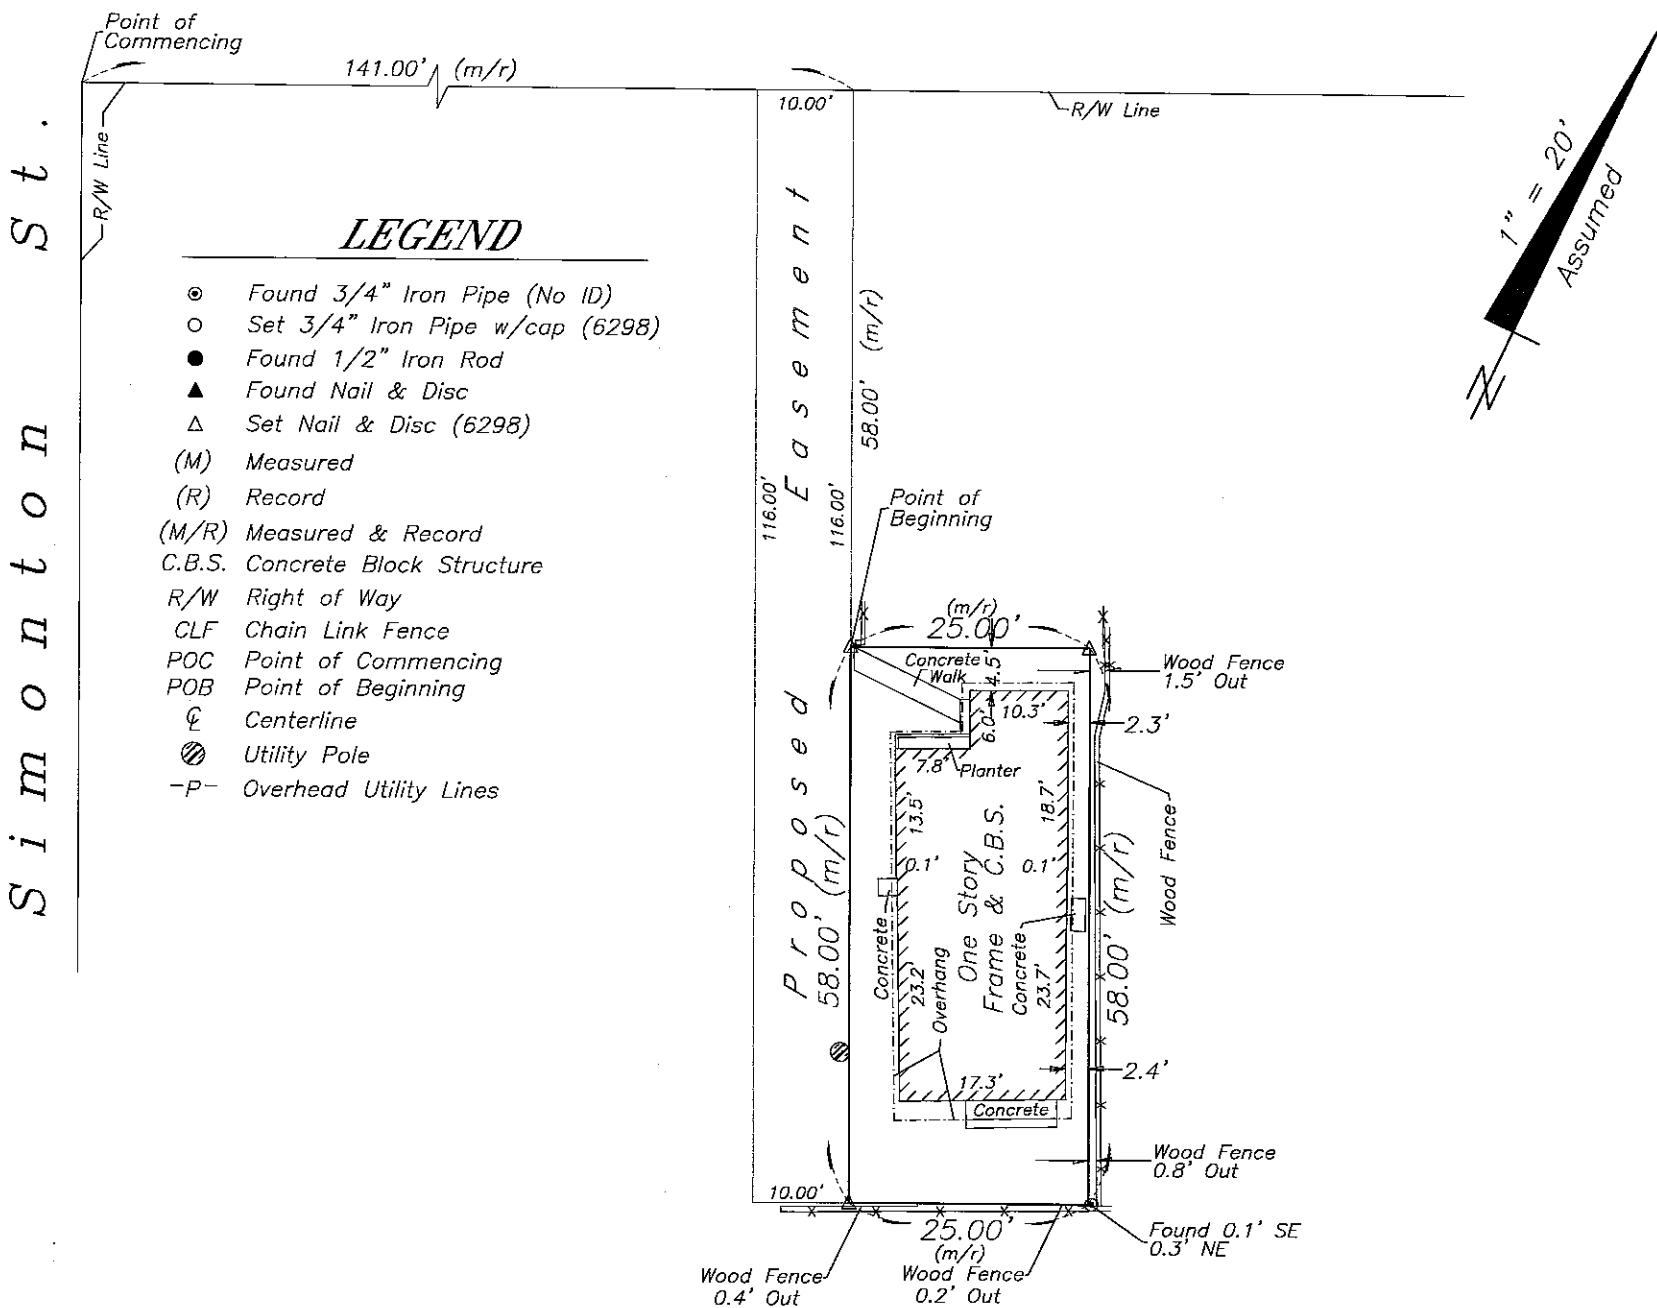 Point of
Commencing
141.00' (m/r)
10.00'
R/W Line
R/W Line
1" = 20'
Assumed
N
Simonton St.
LEGEND
Found 3/4" Iron Pipe (No ID)
Set 3/4" Iron Pipe w/cap (6298)
Found 1/2" Iron Rod
Found Nail & Disc
Set Nail & Disc (6298)
(M) Measured
(R) Record
(M/R) Measured & Record
C.B.S. Concrete Block Structure
R/W Right of Way
CLF Chain Link Fence
POC Point of Commencing
POB Point of Beginning
℄ Centerline
Utility Pole
-P- Overhead Utility Lines
Proposed Easement
58.00' (m/r)
116.00'
116.00'
Point of
Beginning
(m/r)
25.00'
Concrete
Walk
4.5'
Wood Fence
1.5' Out
10.3'
6.0'
2.3'
7.8'
Planter
13.5'
18.7'
0.1'
0.1'
One Story
Frame & C.B.S.
Concrete
Concrete
23.2'
23.7'
Overhang
58.00' (m/r)
58.00' (m/r)
Wood Fence
17.3'
2.4'
Concrete
Wood Fence
0.8' Out
10.00'
25.00'
(m/r)
Found 0.1' SE
0.3' NE
Wood Fence
0.4' Out
Wood Fence
0.2' Out